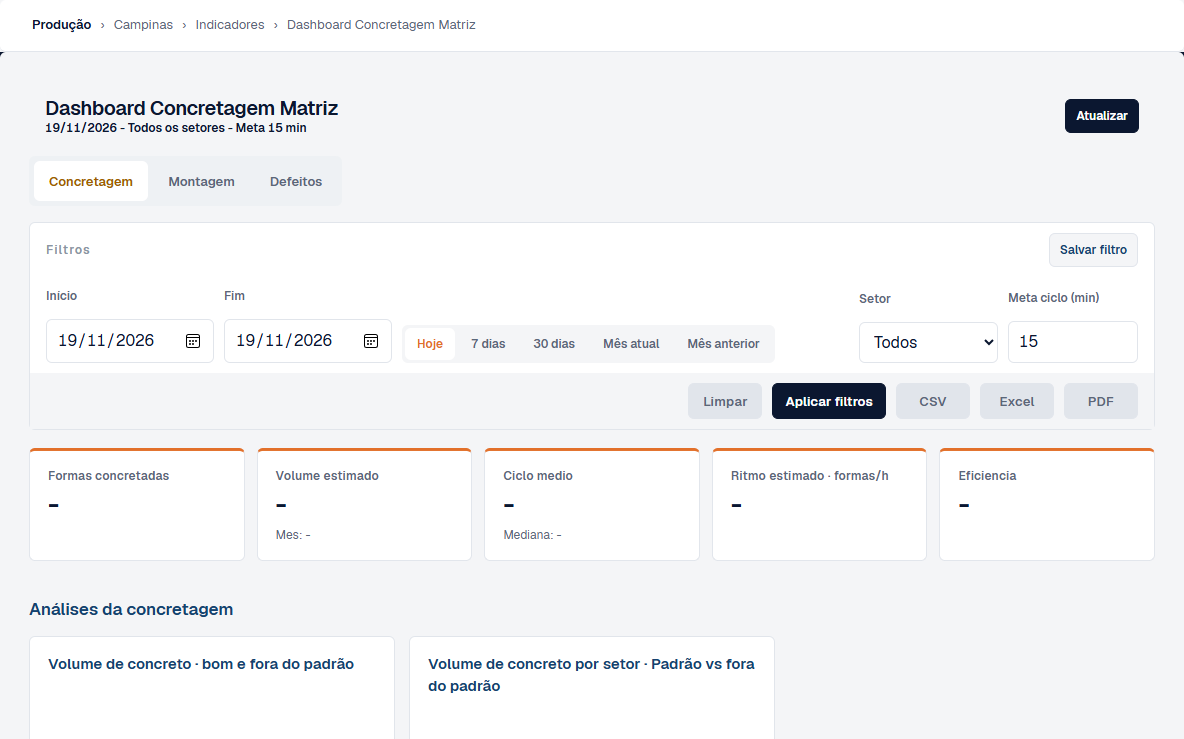 Produção › Campinas › Indicadores › Dashboard Concretagem Matriz
Dashboard Concretagem Matriz
19/11/2026 - Todos os setores - Meta 15 min
Atualizar
Concretagem Montagem Defeitos
Filtros
Salvar filtro
Início Fim Setor Meta ciclo (min)
19/11/2026 19/11/2026 Hoje 7 dias 30 dias Mês atual Mês anterior Todos 15
Limpar Aplicar filtros CSV Excel PDF
Formas concretadas
–
Volume estimado
–
Mes: -
Ciclo medio
–
Mediana: -
Ritmo estimado · formas/h
–
Eficiencia
–
Análises da concretagem
Volume de concreto · bom e fora do padrão
Volume de concreto por setor · Padrão vs fora
do padrão